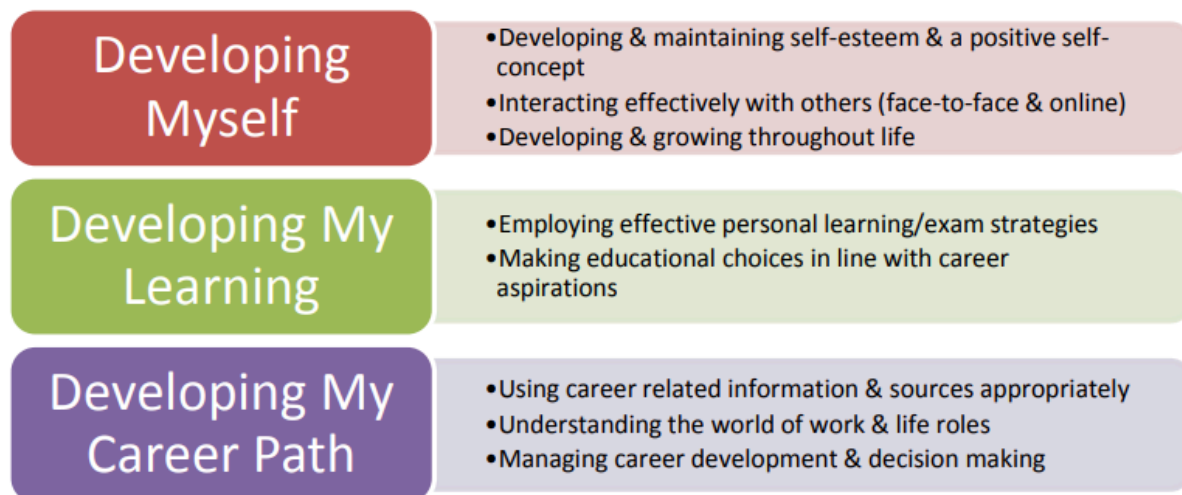 Developing
Myself
•Developing & maintaining self-esteem & a positive self-
concept
•Interacting effectively with others (face-to-face & online)
•Developing & growing throughout life
Developing My
Learning
•Employing effective personal learning/exam strategies
•Making educational choices in line with career
aspirations
Developing My
Career Path
•Using career related information & sources appropriately
•Understanding the world of work & life roles
•Managing career development & decision making